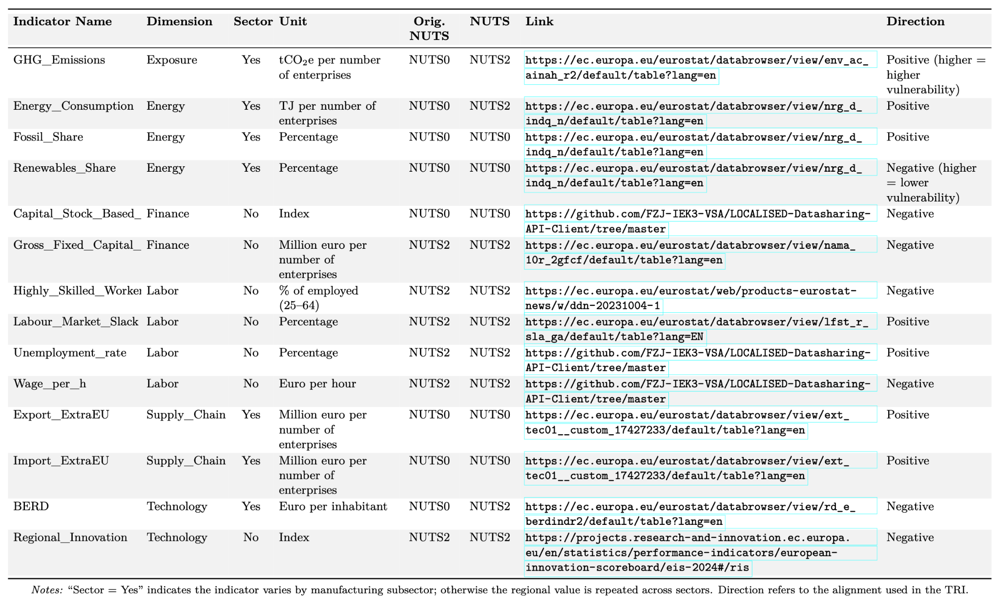 Indicator Name Dimension Sector Unit Orig. NUTS NUTS Link Direction
GHG_Emissions Exposure Yes tCO₂e per number of enterprises NUTS0 NUTS2 https://ec.europa.eu/eurostat/databrowser/view/env_ac_ainah_r2/default/table?lang=en Positive (higher = higher vulnerability)
Energy_Consumption Energy Yes TJ per number of enterprises NUTS0 NUTS2 https://ec.europa.eu/eurostat/databrowser/view/nrg_d_indq_n/default/table?lang=en Positive
Fossil_Share Energy Yes Percentage NUTS0 NUTS0 https://ec.europa.eu/eurostat/databrowser/view/nrg_d_indq_n/default/table?lang=en Positive
Renewables_Share Energy Yes Percentage NUTS0 NUTS0 https://ec.europa.eu/eurostat/databrowser/view/nrg_d_indq_n/default/table?lang=en Negative (higher = lower vulnerability)
Capital_Stock_Based_ Finance No Index NUTS0 NUTS0 https://github.com/FZJ-IEK3-VSA/LOCALISED-Datasharing-API-Client/tree/master Negative
Gross_Fixed_Capital_ Finance No Million euro per number of enterprises NUTS2 NUTS2 https://ec.europa.eu/eurostat/databrowser/view/nama_10r_2gfcf/default/table?lang=en Negative
Highly_Skilled_Worker Labor No % of employed (25–64) NUTS2 NUTS2 https://ec.europa.eu/eurostat/web/products-eurostat-news/w/ddn-20231004-1 Negative
Labour_Market_Slack Labor No Percentage NUTS2 NUTS2 https://ec.europa.eu/eurostat/databrowser/view/lfst_r_sla_ga/default/table?lang=EN Positive
Unemployment_rate Labor No Percentage NUTS2 NUTS2 https://github.com/FZJ-IEK3-VSA/LOCALISED-Datasharing-API-Client/tree/master Positive
Wage_per_h Labor No Euro per hour NUTS2 NUTS2 https://github.com/FZJ-IEK3-VSA/LOCALISED-Datasharing-API-Client/tree/master Negative
Export_ExtraEU Supply_Chain Yes Million euro per number of enterprises NUTS0 NUTS0 https://ec.europa.eu/eurostat/databrowser/view/ext_tec01__custom_17427233/default/table?lang=en Positive
Import_ExtraEU Supply_Chain Yes Million euro per number of enterprises NUTS0 NUTS0 https://ec.europa.eu/eurostat/databrowser/view/ext_tec01__custom_17427233/default/table?lang=en Positive
BERD Technology Yes Euro per inhabitant NUTS0 NUTS2 https://ec.europa.eu/eurostat/databrowser/view/rd_e_berdindr2/default/table?lang=en Negative
Regional_Innovation Technology No Index NUTS2 NUTS2 https://projects.research-and-innovation.ec.europa.eu/en/statistics/performance-indicators/european-innovation-scoreboard/eis-2024#/ris Negative
Notes: “Sector = Yes” indicates the indicator varies by manufacturing subsector; otherwise the regional value is repeated across sectors. Direction refers to the alignment used in the TRI.